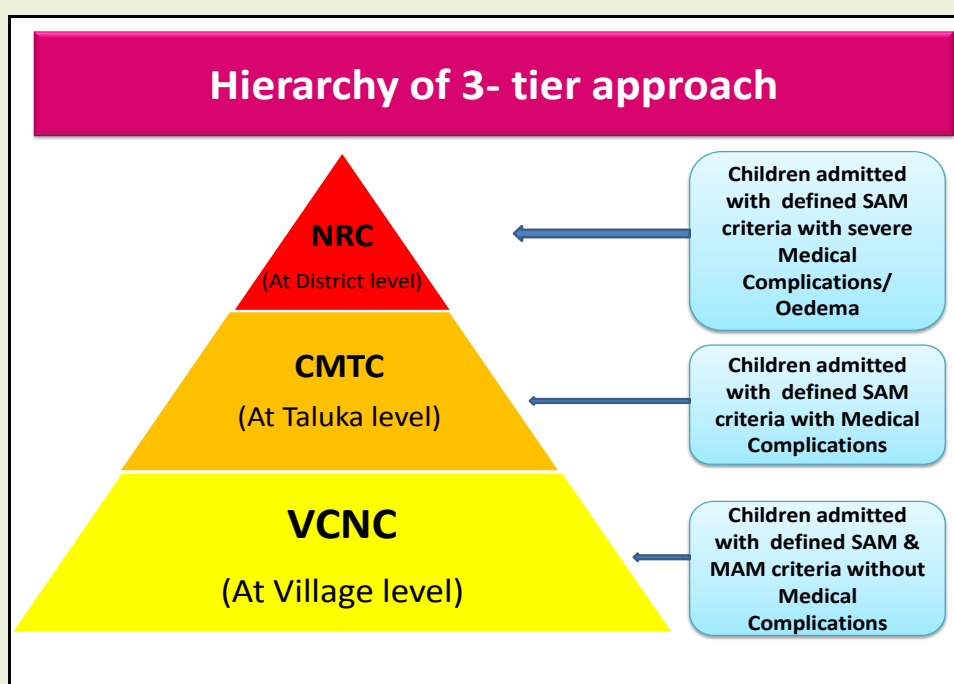 Hierarchy of 3- tier approach
NRC
(At District level)
Children admitted
with defined SAM
criteria with severe
Medical
Complications/
Oedema
CMTC
(At Taluka level)
Children admitted
with defined SAM
criteria with Medical
Complications
VCNC
(At Village level)
Children admitted
with defined SAM &
MAM criteria without
Medical
Complications